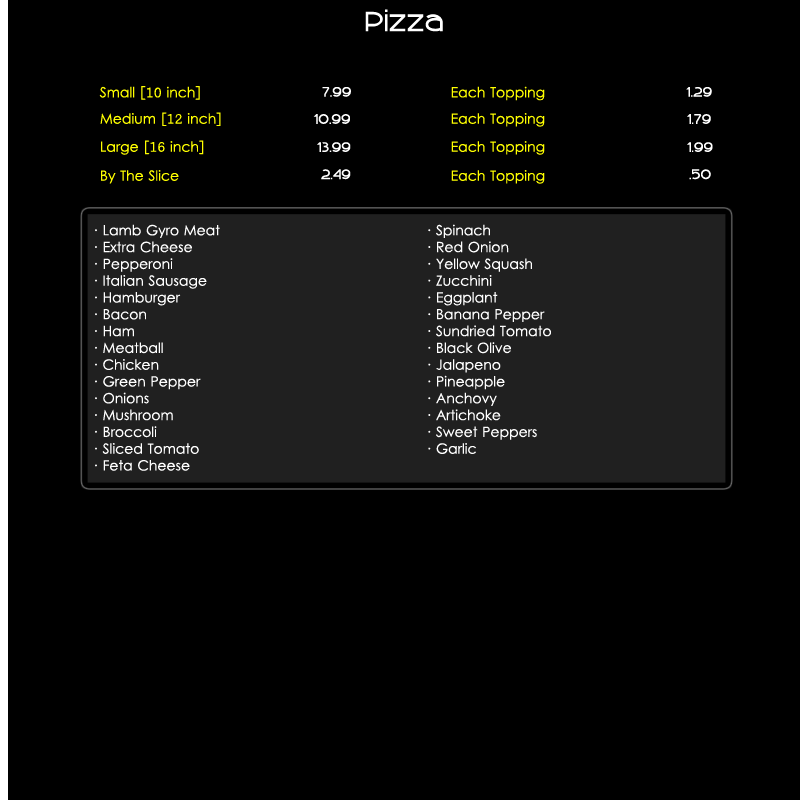 Pizza
Small [10 inch] 7.99 Each Topping 1.29
Medium [12 inch] 10.99 Each Topping 1.79
Large [16 inch] 13.99 Each Topping 1.99
By The Slice 2.49 Each Topping .50
· Lamb Gyro Meat
· Extra Cheese
· Pepperoni
· Italian Sausage
· Hamburger
· Bacon
· Ham
· Meatball
· Chicken
· Green Pepper
· Onions
· Mushroom
· Broccoli
· Sliced Tomato
· Feta Cheese
· Spinach
· Red Onion
· Yellow Squash
· Zucchini
· Eggplant
· Banana Pepper
· Sundried Tomato
· Black Olive
· Jalapeno
· Pineapple
· Anchovy
· Artichoke
· Sweet Peppers
· Garlic